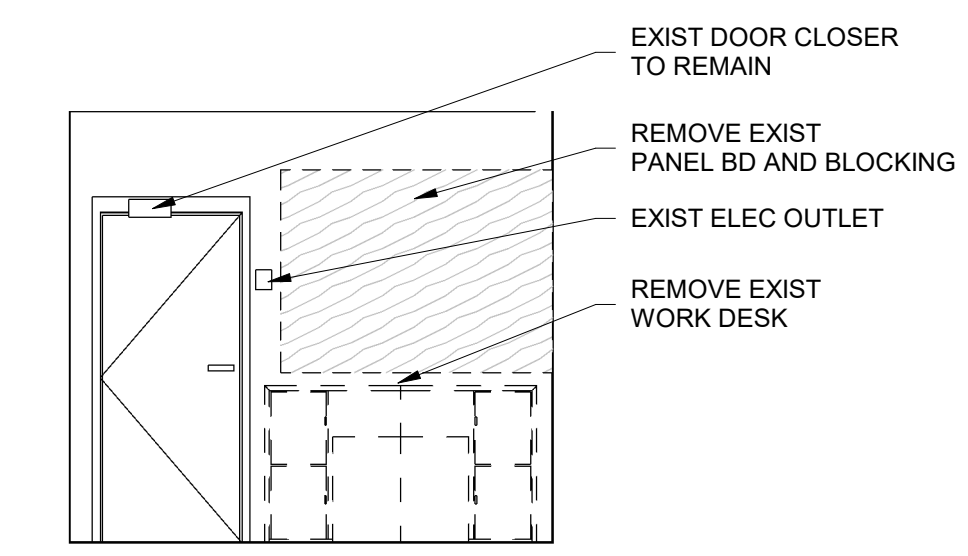 EXIST DOOR CLOSER
TO REMAIN
REMOVE EXIST
PANEL BD AND BLOCKING
EXIST ELEC OUTLET
REMOVE EXIST
WORK DESK